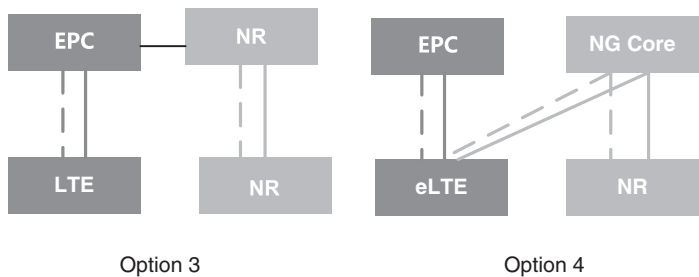 EPC
NR
EPC
NG Core
LTE
NR
eLTE
NR
Option 3
Option 4